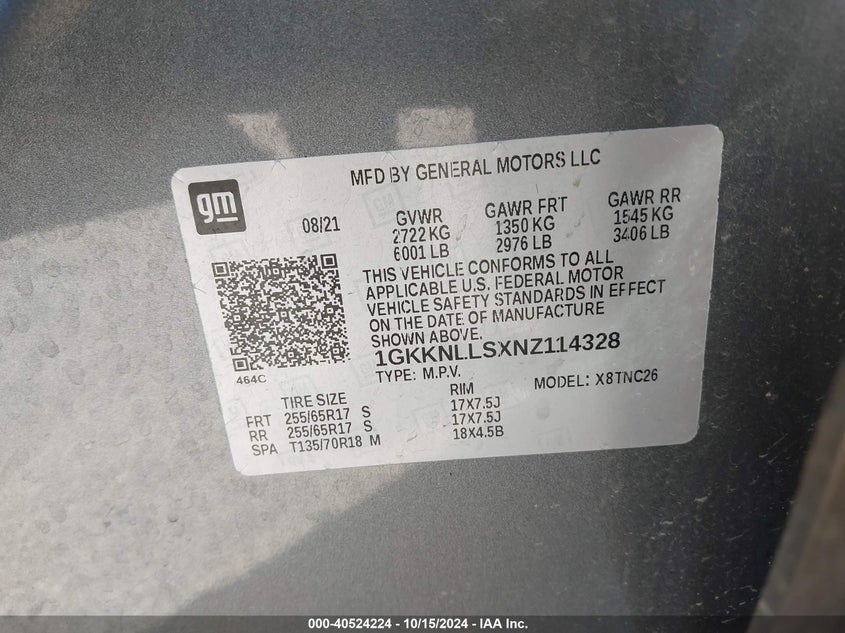 MFD BY GENERAL MOTORS LLC
gm
08/21
GVWR
2722 KG
6001 LB
GAWR FRT
1350 KG
2976 LB
GAWR RR
1545 KG
3406 LB
THIS VEHICLE CONFORMS TO ALL
APPLICABLE U.S. FEDERAL MOTOR
VEHICLE SAFETY STANDARDS IN EFFECT
ON THE DATE OF MANUFACTURE
SHOWN ABOVE.
1GKKNLLSXNZ114328
464C
TYPE: M.P.V.
MODEL: X8TNC26
TIRE SIZE RIM
FRT 255/65R17 S 17X7.5J
RR 255/65R17 S 17X7.5J
SPA T135/70R18 M 18X4.5B
000-40524224 - 10/15/2024 - IAA Inc.